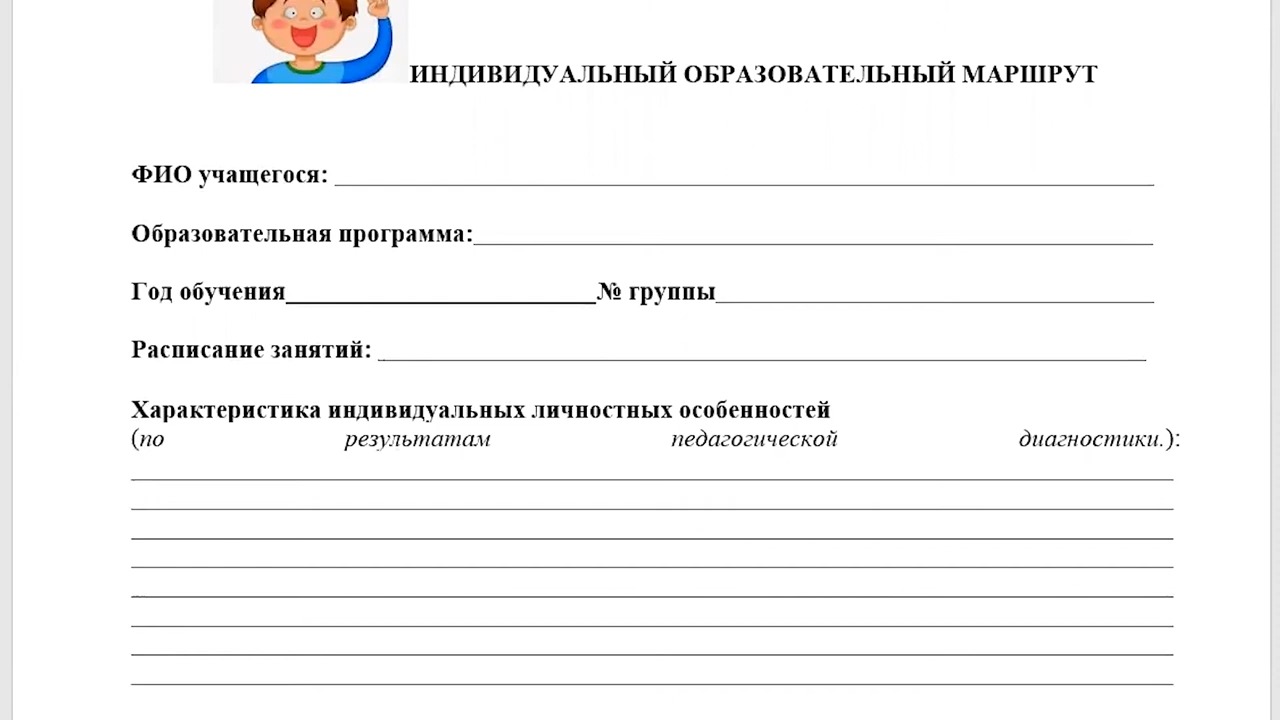 ИНДИВИДУАЛЬНЫЙ ОБРАЗОВАТЕЛЬНЫЙ МАРШРУТ
ФИО учащегося:
Образовательная программа:
Год обучения № группы
Расписание занятий:
Характеристика индивидуальных личностных особенностей
(по результатам педагогической диагностики.):